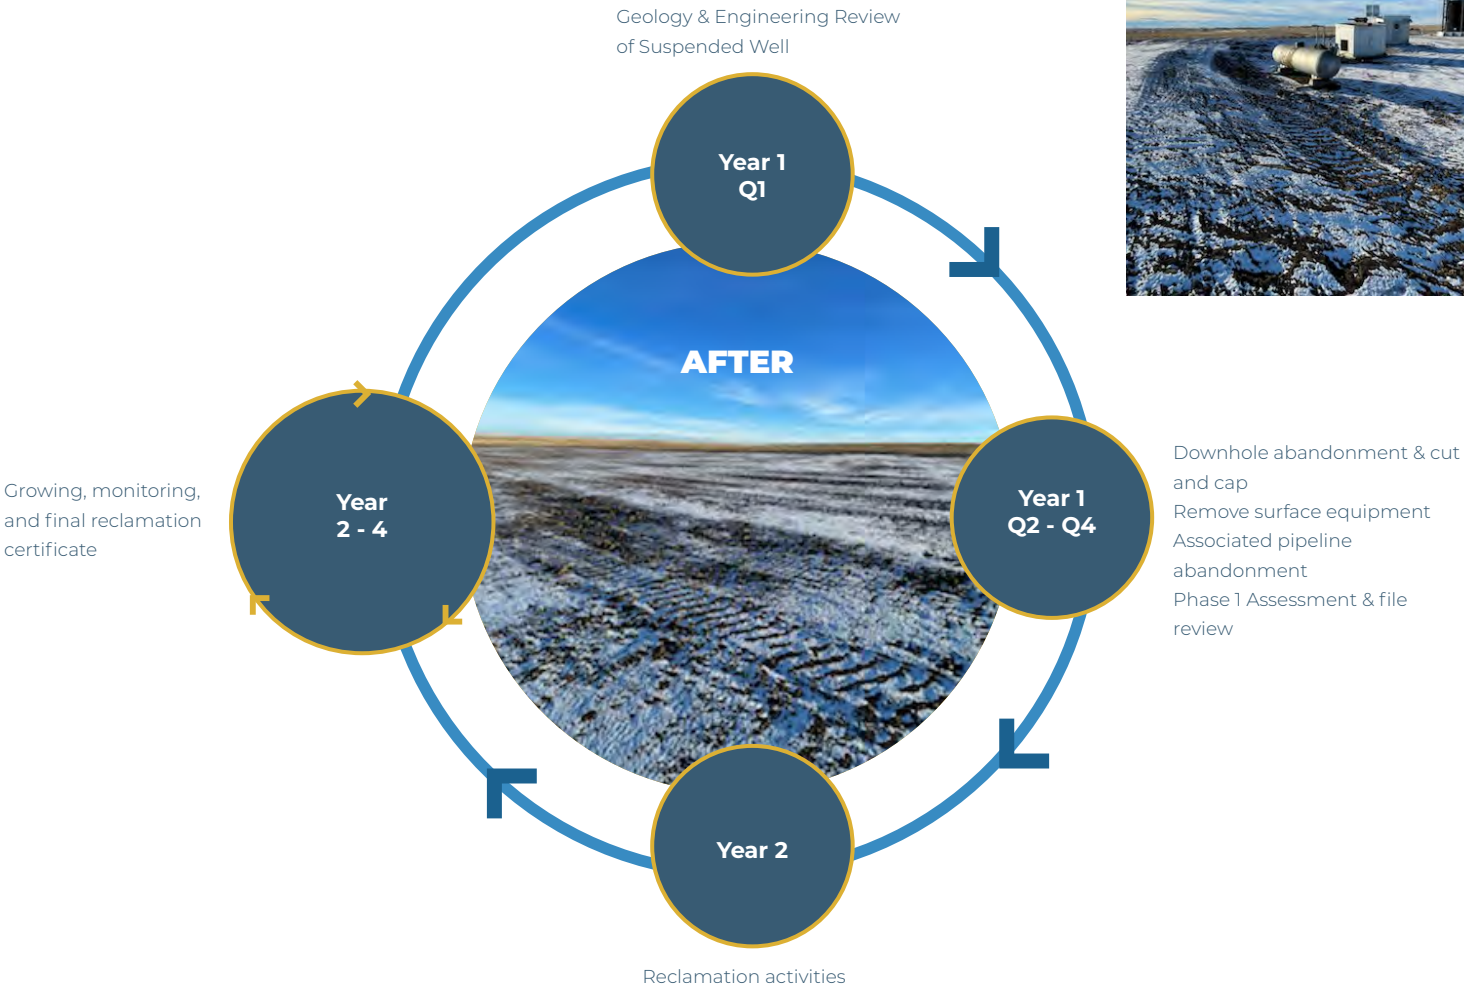 Geology & Engineering Review
of Suspended Well
Year 1
Q1
AFTER
Year 1
Q2 - Q4
Downhole abandonment & cut
and cap
Remove surface equipment
Associated pipeline
abandonment
Phase 1 Assessment & file
review
Year 2
Reclamation activities
Year
2 - 4
Growing, monitoring,
and final reclamation
certificate